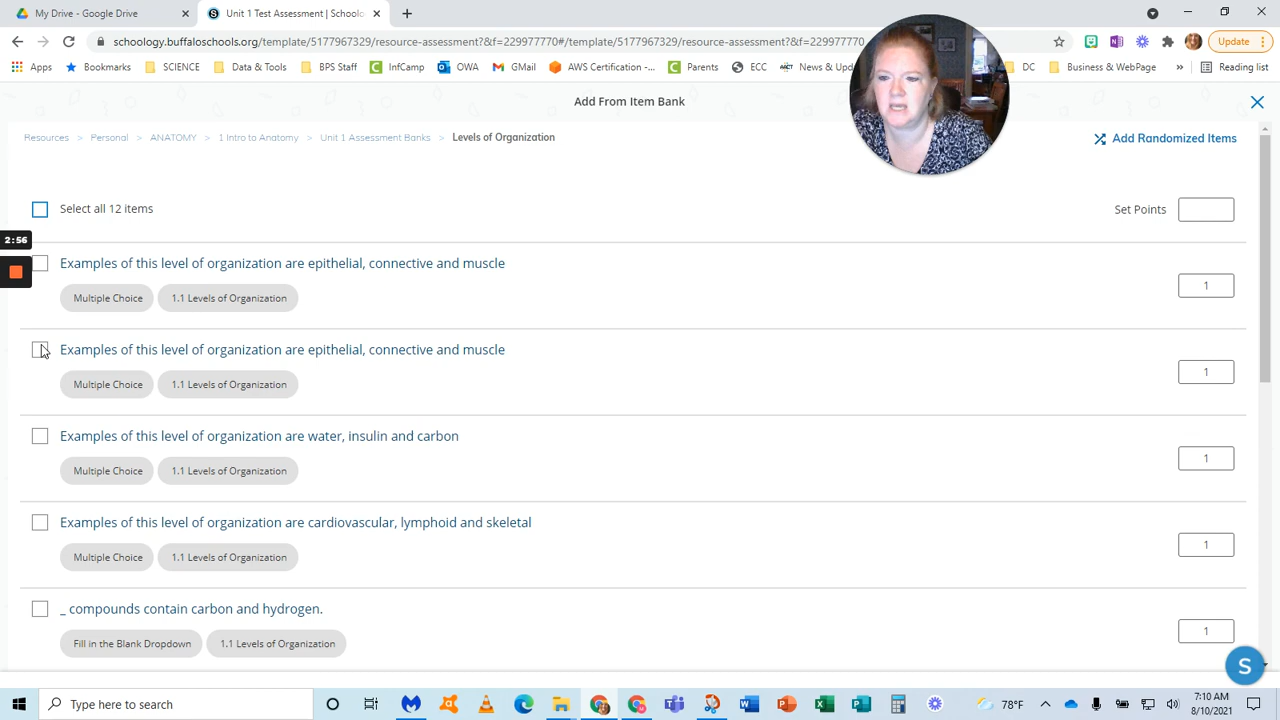 My Drive - Google Drive
Unit 1 Test Assessment | Schoolo
schoology.buffalosch
mplate/5177967329/resource-assessment?f=229977770#/template/5177967329
ce-assessment?f=229977770
Update
Apps
Bookmarks
I/CIPENG
BPS Staff
InfCamp
OWA
AWS Certification -...
Parents
ECC
News & Upd
DC
Business & WebPage
Reading list
Add From Item Bank
Resources > Personal > ANATOMY > 1 Intro to Anatomy > Unit 1 Assessment Banks > Levels of Organization
Add Randomized Items
Select all 12 items
Set Points
2:56
Examples of this level of organization are epithelial, connective and muscle
Multiple Choice
1.1 Levels of Organization
1
Examples of this level of organization are epithelial, connective and muscle
Multiple Choice
1.1 Levels of Organization
1
Examples of this level of organization are water, insulin and carbon
Multiple Choice
1.1 Levels of Organization
1
Examples of this level of organization are cardiovascular, lymphoid and skeletal
Multiple Choice
1.1 Levels of Organization
1
_ compounds contain carbon and hydrogen.
Fill in the Blank Dropdown
1.1 Levels of Organization
1
S
Type here to search
78°F
7:10 AM
8/10/2021